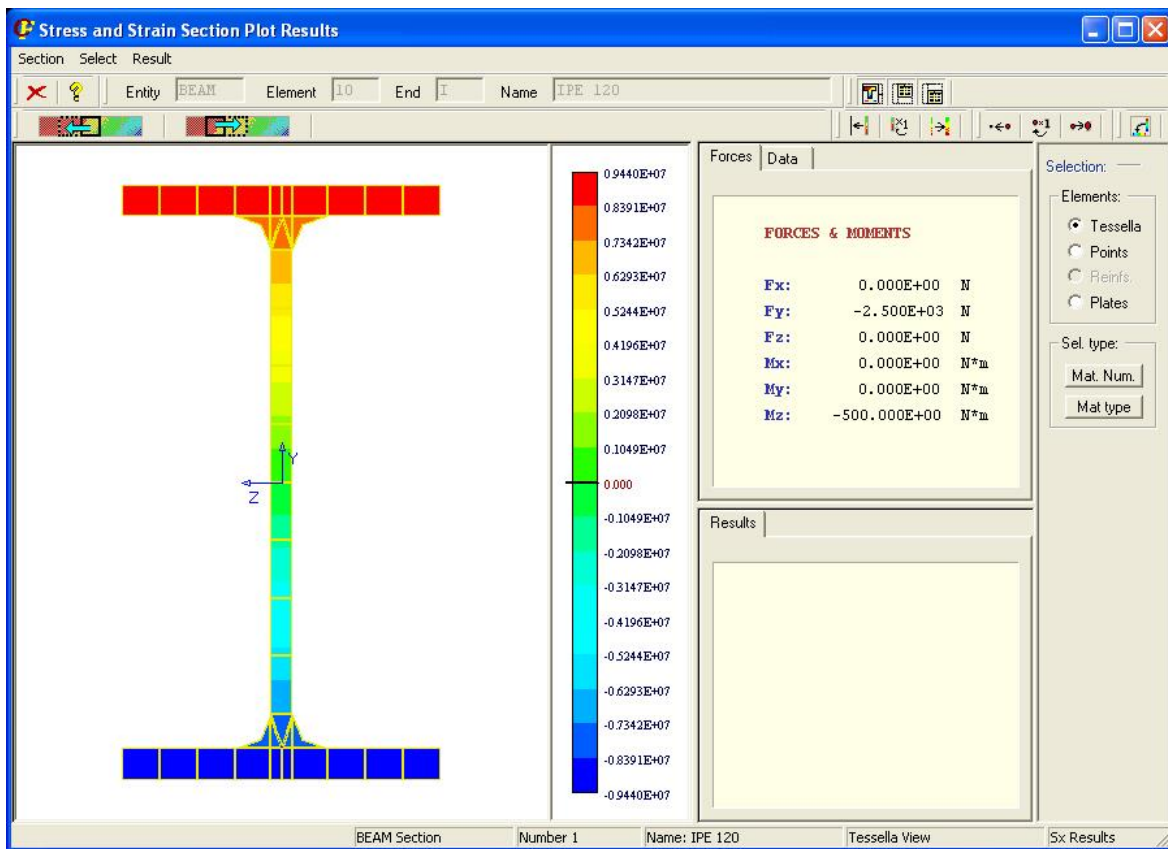 Stress and Strain Section Plot Results
Section Select Result
Entity BEAM Element 10 End I Name IPE 120
Forces Data
FORCES & MOMENTS
Fx: 0.000E+00 N
Fy: -2.500E+03 N
Fz: 0.000E+00 N
Mx: 0.000E+00 N*m
My: 0.000E+00 N*m
Mz: -500.000E+00 N*m
Y
Z
0.9440E+07
0.8391E+07
0.7342E+07
0.6293E+07
0.5244E+07
0.4196E+07
0.3147E+07
0.2098E+07
0.1049E+07
0.000
-0.1049E+07
-0.2098E+07
-0.3147E+07
-0.4196E+07
-0.5244E+07
-0.6293E+07
-0.7342E+07
-0.8391E+07
-0.9440E+07
Results
Selection:
Elements:
Tessella
Points
Reinfs.
Plates
Sel. type:
Mat. Num.
Mat type
BEAM Section Number 1 Name: IPE 120 Tessella View Sx Results